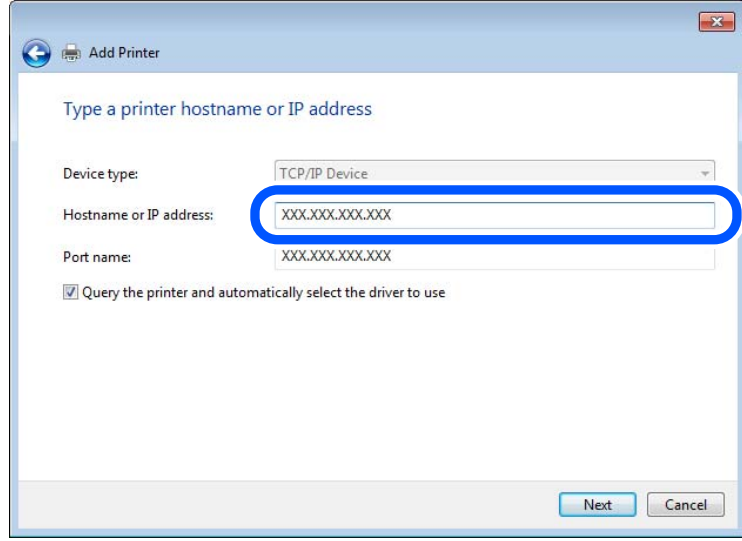 Add Printer
Type a printer hostname or IP address
Device type: TCP/IP Device
Hostname or IP address: XXX.XXX.XXX.XXX
Port name: XXX.XXX.XXX.XXX
Query the printer and automatically select the driver to use
Next Cancel